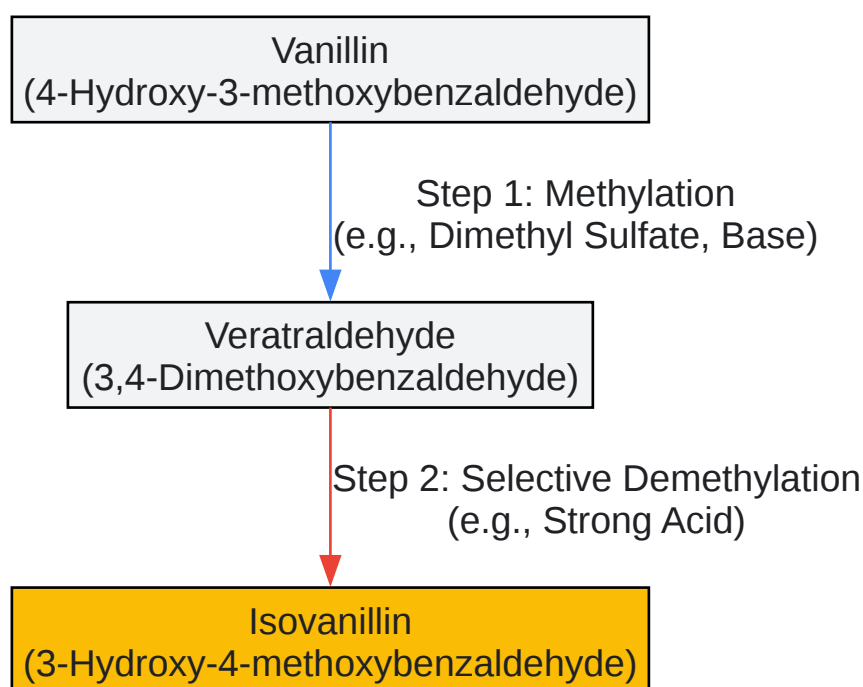 Vanillin
(4-Hydroxy-3-methoxybenzaldehyde)
Step 1: Methylation
(e.g., Dimethyl Sulfate, Base)
Veratraldehyde
(3,4-Dimethoxybenzaldehyde)
Step 2: Selective Demethylation
(e.g., Strong Acid)
Isovanillin
(3-Hydroxy-4-methoxybenzaldehyde)